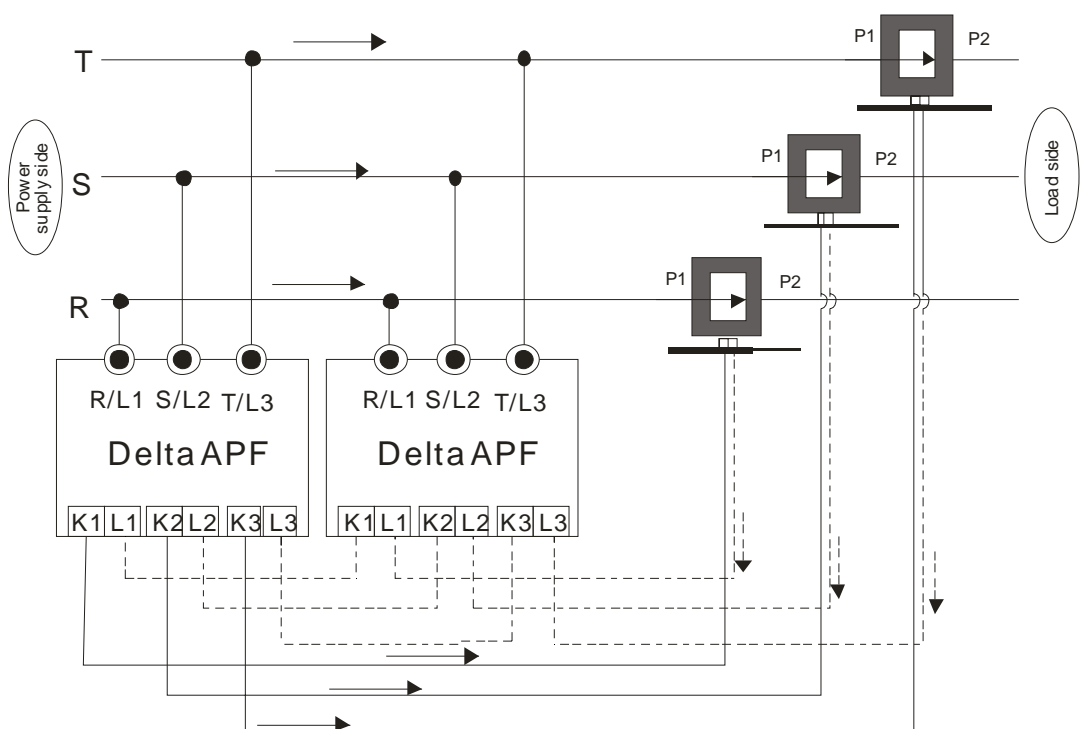 T
P1
P2
Power
supply side
S
P1
P2
Load side
R
P1
P2
R/L1 S/L2 T/L3
R/L1 S/L2 T/L3
Delta APF
Delta APF
K1 L1 K2 L2 K3 L3
K1 L1 K2 L2 K3 L3